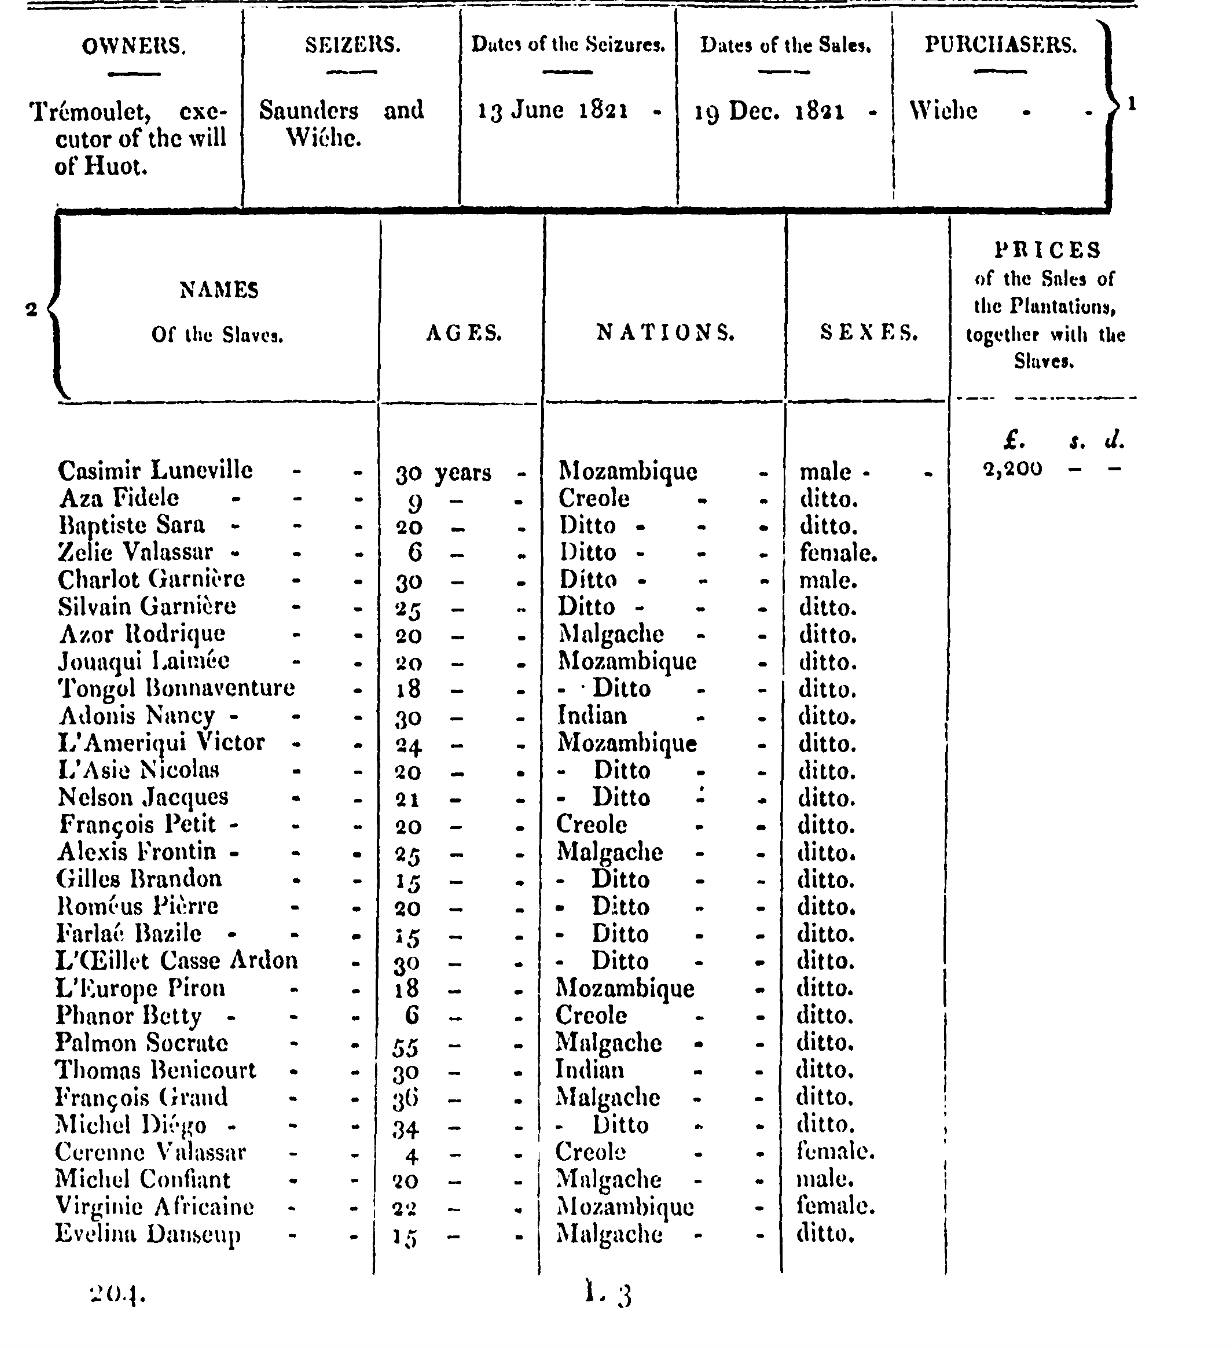 OWNERS. SEIZERS. Dates of the Seizures. Dates of the Sales. PURCHASERS.
Trémoulet, exe- Saunders and 13 June 1821 - 19 Dec. 1821 - Wiehe - - 1
cutor of the will Wiéhe.
of Huot.
2
NAMES
Of the Slaves.
AGES.
NATIONS.
SEXES.
PRICES
of the Sales of
the Plantations,
together with the
Slaves.
£. s. d.
Casimir Luneville - - 30 years - Mozambique - male - - 2,200 – –
Aza Fidele - - - 9 – - Creole - - ditto.
Baptiste Sara - - - 20 – - Ditto - - - ditto.
Zelie Valassar - - - 6 – - Ditto - - - female.
Charlot Garnière - - 30 – - Ditto - - - male.
Silvain Garnière - - 25 – - Ditto - - - ditto.
Azor Rodrique - - 20 – - Malgache - - ditto.
Jouaqui Laimée - - 20 – - Mozambique - ditto.
Tongol Bonnaventure - 18 – - - Ditto - - ditto.
Adonis Nancy - - - 30 – - Indian - - ditto.
L'Ameriqui Victor - - 24 – - Mozambique - ditto.
L'Asie Nicolas - - 20 – - - Ditto - - ditto.
Nelson Jacques - - 21 – - - Ditto - - ditto.
François Petit - - - 20 – - Creole - - ditto.
Alexis Frontin - - - 25 – - Malgache - - ditto.
Gilles Brandon - - 15 – - - Ditto - - ditto.
Roméus Pièrre - - 20 – - - Ditto - - ditto.
Farlaé Bazile - - - 15 – - - Ditto - - ditto.
L'Œillet Casse Ardon - 30 – - - Ditto - - ditto.
L'Europe Piron - - 18 – - Mozambique - ditto.
Phanor Betty - - - 6 – - Creole - - ditto.
Palmon Socrate - - 55 – - Malgache - - ditto.
Thomas Benicourt - - 30 – - Indian - - ditto.
François Grand - - 36 – - Malgache - - ditto.
Michel Diégo - - - 34 – - - Ditto - - ditto.
Cerenne Valassar - - 4 – - Creole - - female.
Michel Confiant - - 20 – - Malgache - - male.
Virginie Africaine - - 22 – - Mozambique - female.
Evelina Danseup - - 15 – - Malgache - - ditto.
204. L 3